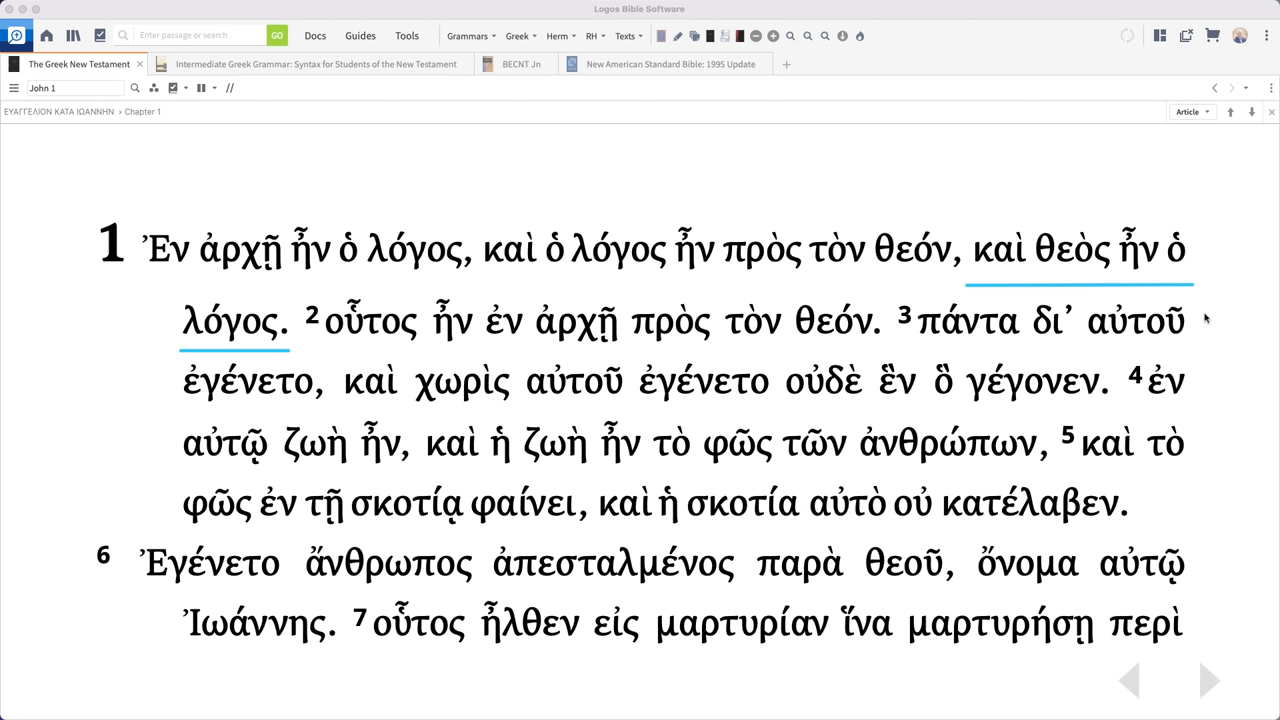 Logos Bible Software
Enter passage or search GO Docs Guides Tools Grammars Greek Herm RH Texts
The Greek New Testament Intermediate Greek Grammar: Syntax for Students of the New Testament BECNT Jn New American Standard Bible: 1995 Update
John 1
ΕΥΑΓΓΕΛΙΟΝ ΚΑΤΑ ΙΩΑΝΝΗΝ › Chapter 1 Article
1 Ἐν ἀρχῇ ἦν ὁ λόγος, καὶ ὁ λόγος ἦν πρὸς τὸν θεόν, καὶ θεὸς ἦν ὁ
λόγος. 2 οὗτος ἦν ἐν ἀρχῇ πρὸς τὸν θεόν. 3 πάντα δι’ αὐτοῦ
ἐγένετο, καὶ χωρὶς αὐτοῦ ἐγένετο οὐδὲ ἓν ὃ γέγονεν. 4 ἐν
αὐτῷ ζωὴ ἦν, καὶ ἡ ζωὴ ἦν τὸ φῶς τῶν ἀνθρώπων, 5 καὶ τὸ
φῶς ἐν τῇ σκοτίᾳ φαίνει, καὶ ἡ σκοτία αὐτὸ οὐ κατέλαβεν.
6 Ἐγένετο ἄνθρωπος ἀπεσταλμένος παρὰ θεοῦ, ὄνομα αὐτῷ
Ἰωάννης. 7 οὗτος ἦλθεν εἰς μαρτυρίαν ἵνα μαρτυρήσῃ περὶ